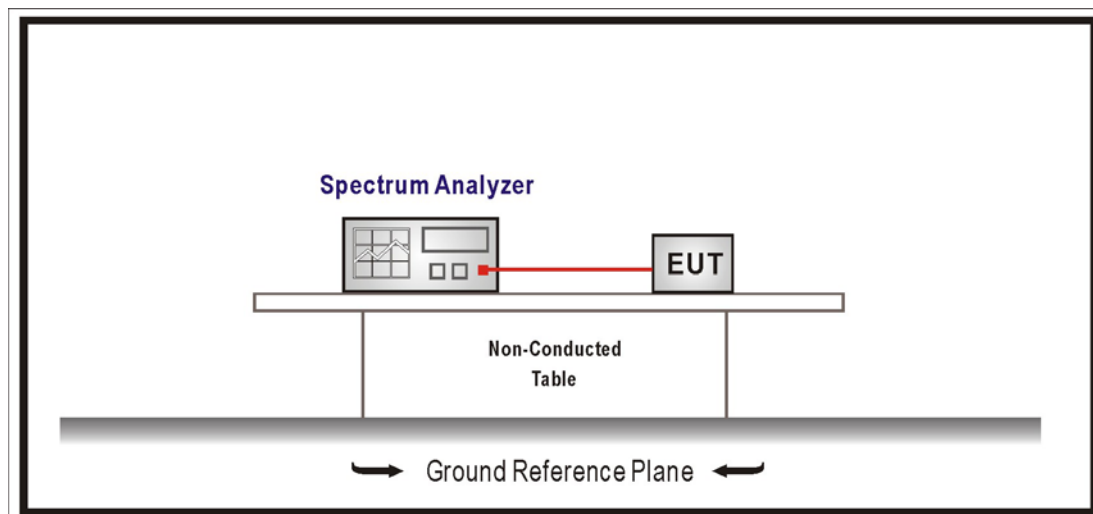 Spectrum Analyzer
EUT
Non-Conducted
Table
Ground Reference Plane